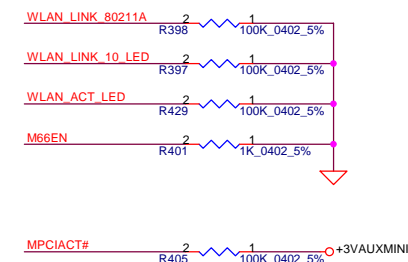 WLAN_LINK_80211A 2 1
R398 100K_0402_5%
WLAN_LINK_10_LED 2 1
R397 100K_0402_5%
WLAN_ACT_LED 2 1
R429 100K_0402_5%
M66EN 2 1
R401 1K_0402_5%
MPCIACT# 2 1 +3VAUXMINI
R405 100K_0402_5%